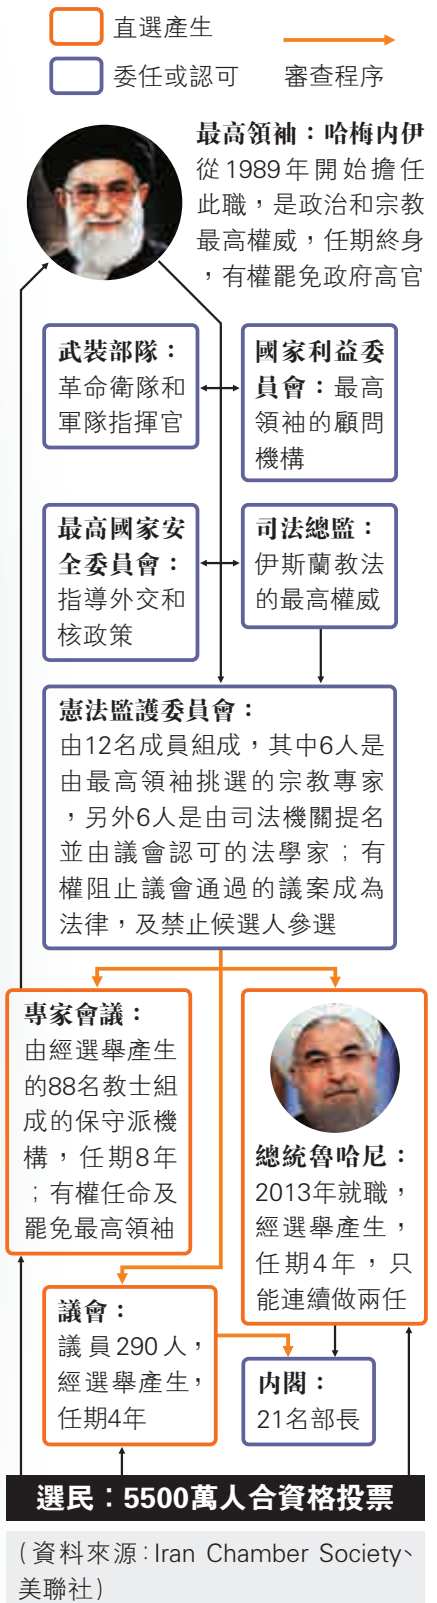 直選產生
委任或認可
審查程序
最高領袖：哈梅内伊
從1989年開始擔任
此職，是政治和宗教
最高權威，任期終身
，有權罷免政府高官
武裝部隊：
革命衛隊和
軍隊指揮官
國家利益委
員會：最高
領袖的顧問
機構
最高國家安
全委員會：
指導外交和
核政策
司法總監：
伊斯蘭教法
的最高權威
憲法監護委員會：
由12名成員組成，其中6人是
由最高領袖挑選的宗教專家
，另外6人是由司法機關提名
並由議會認可的法學家；有
權阻止議會通過的議案成為
法律，及禁止候選人參選
專家會議：
由經選舉產生
的88名教士組
成的保守派機
構，任期8年
；有權任命及
罷免最高領袖
總統魯哈尼：
2013年就職，
經選舉產生，
任期4年，只
能連續做兩任
議會：
議員290人，
經選舉產生，
任期4年
内閣：
21名部長
選民：5500萬人合資格投票
(資料來源：Iran Chamber Society、
美聯社)